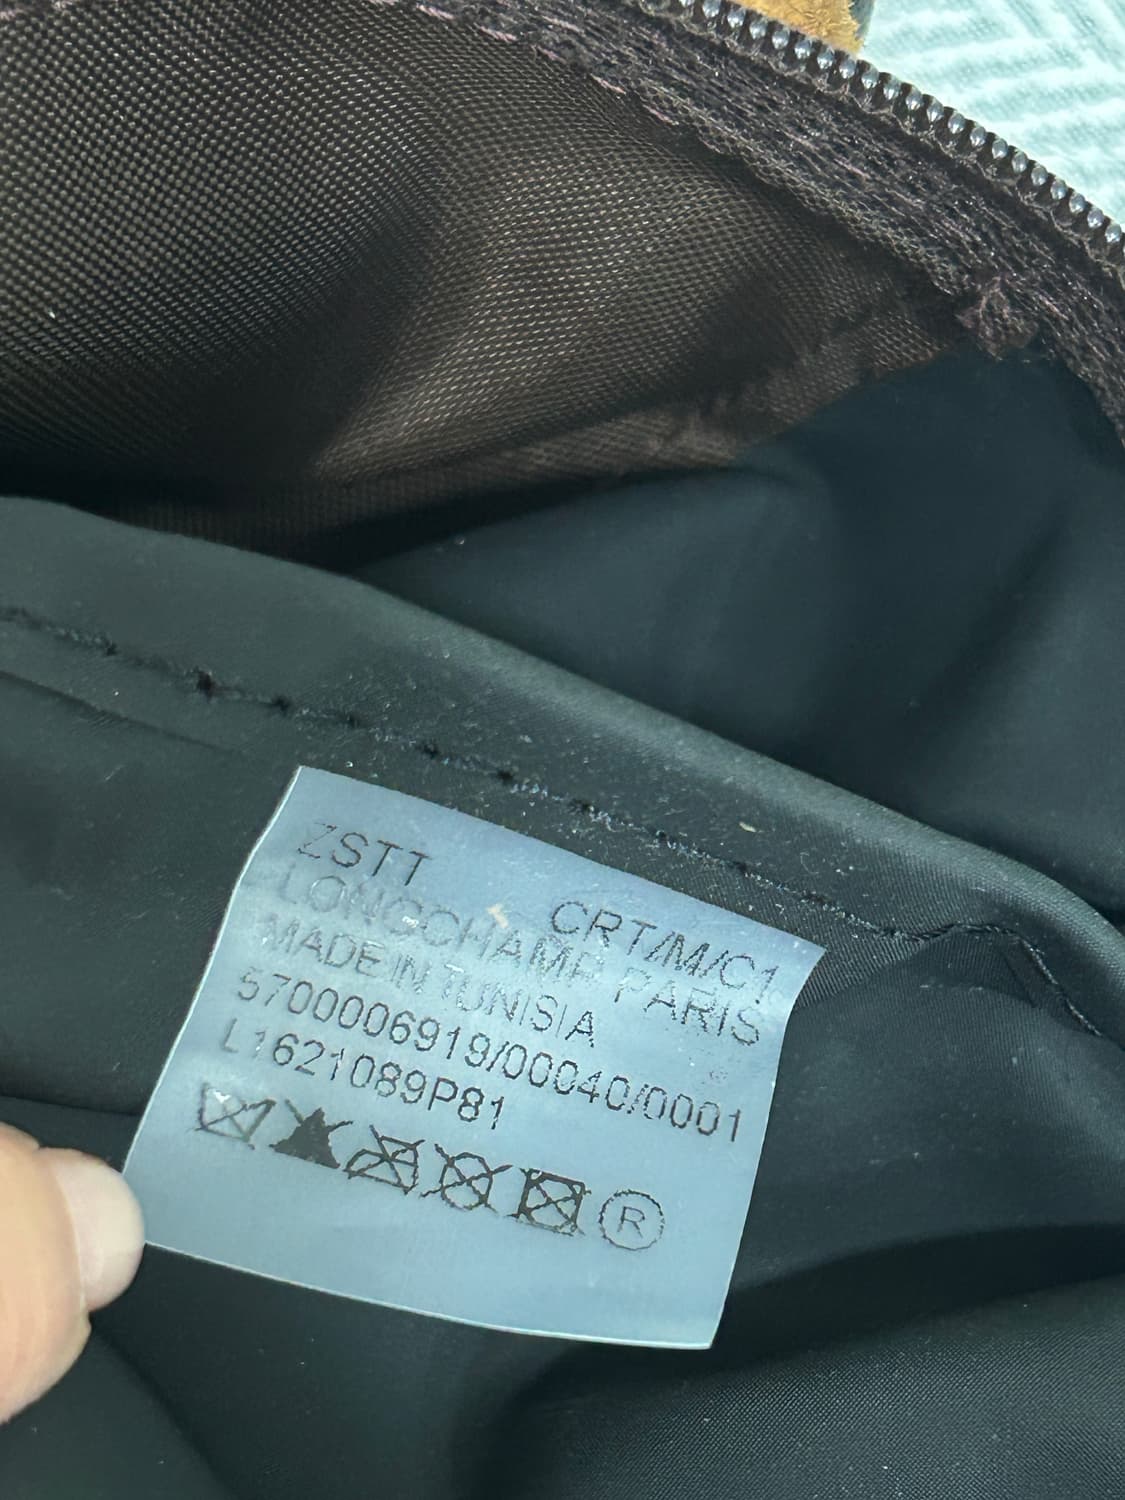 ZSTT CRT/M/C1
LONGCHAMP PARIS
MADE IN TUNISIA
5700006919/00040/0001
L1621089P81
R